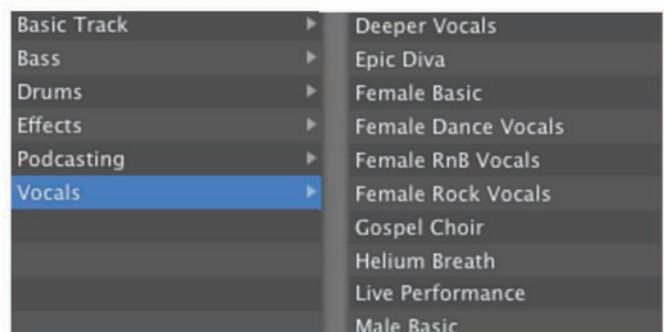 Basic Track
Bass
Drums
Effects
Podcasting
Vocals
Deeper Vocals
Epic Diva
Female Basic
Female Dance Vocals
Female RnB Vocals
Female Rock Vocals
Gospel Choir
Helium Breath
Live Performance
Male Basic